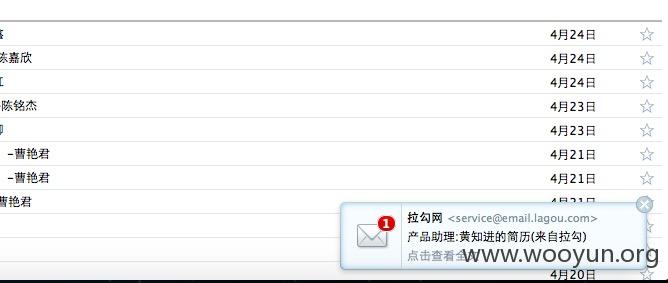 4月24日
陈嘉欣 4月24日
4月24日
-陈铭杰 4月23日
4月23日
-曹艳君 4月21日
-曹艳君 4月21日
曹艳君 4月21日
拉勾网 <service@email.lagou.com>
1
产品助理:黄知进的简历(来自拉勾)
点击查看全文
www.wooyun.org
4月20日